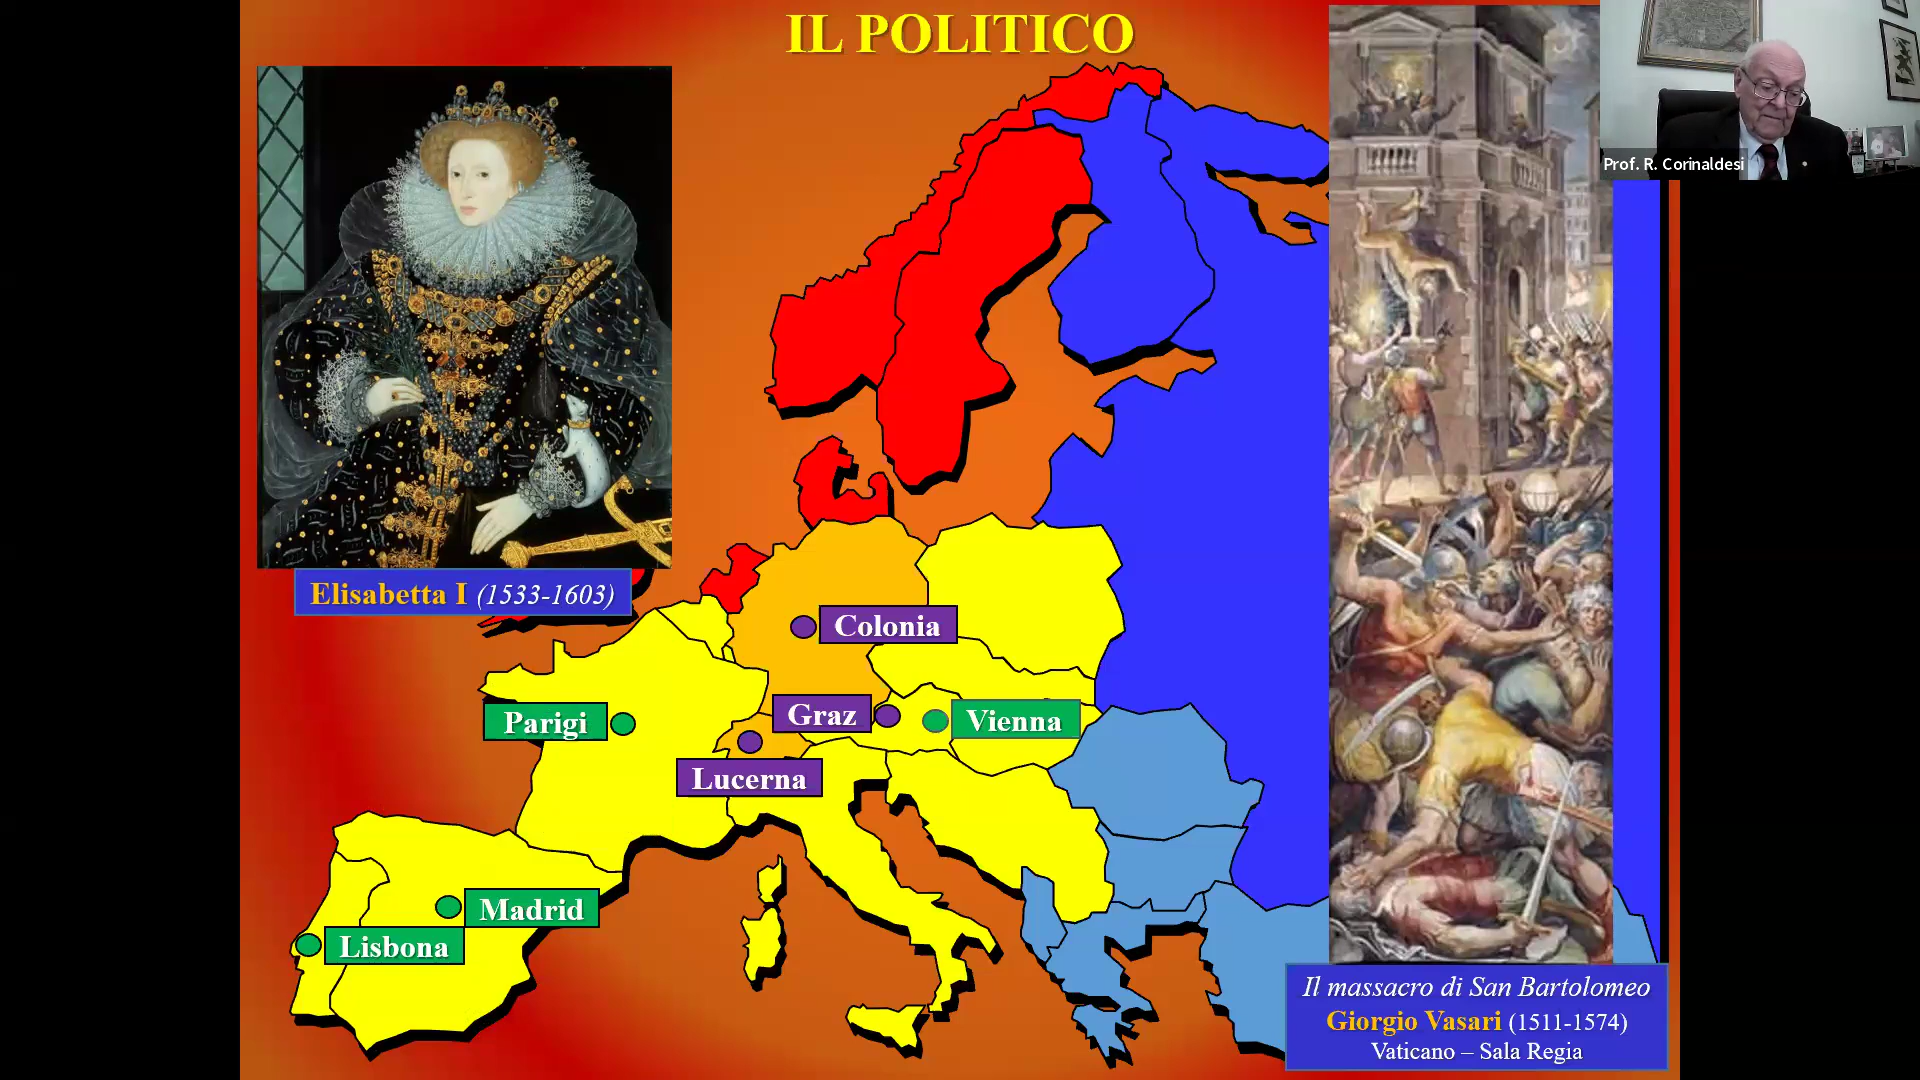 IL POLITICO
Prof. R. Corinaldesi
Elisabetta I (1533-1603)
Colonia
Graz
Vienna
Parigi
Lucerna
Madrid
Lisbona
Il massacro di San Bartolomeo
Giorgio Vasari (1511-1574)
Vaticano – Sala Regia